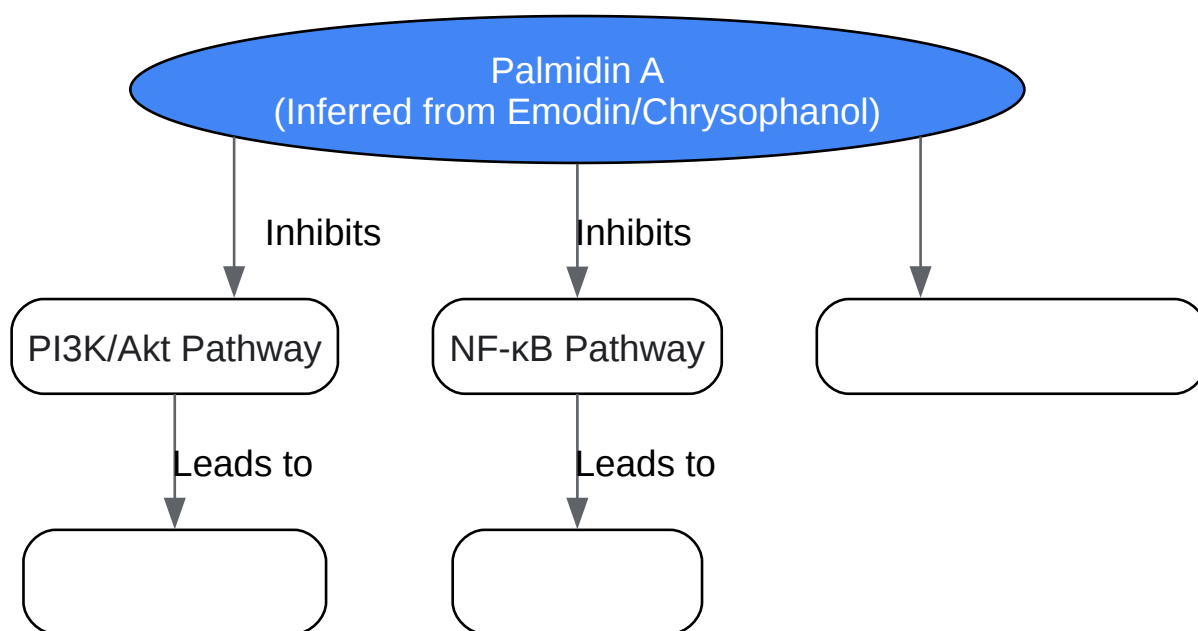 Palmidin A
(Inferred from Emodin/Chrysophanol)
Inhibits
Inhibits
PI3K/Akt Pathway
NF-κB Pathway
Leads to
Leads to